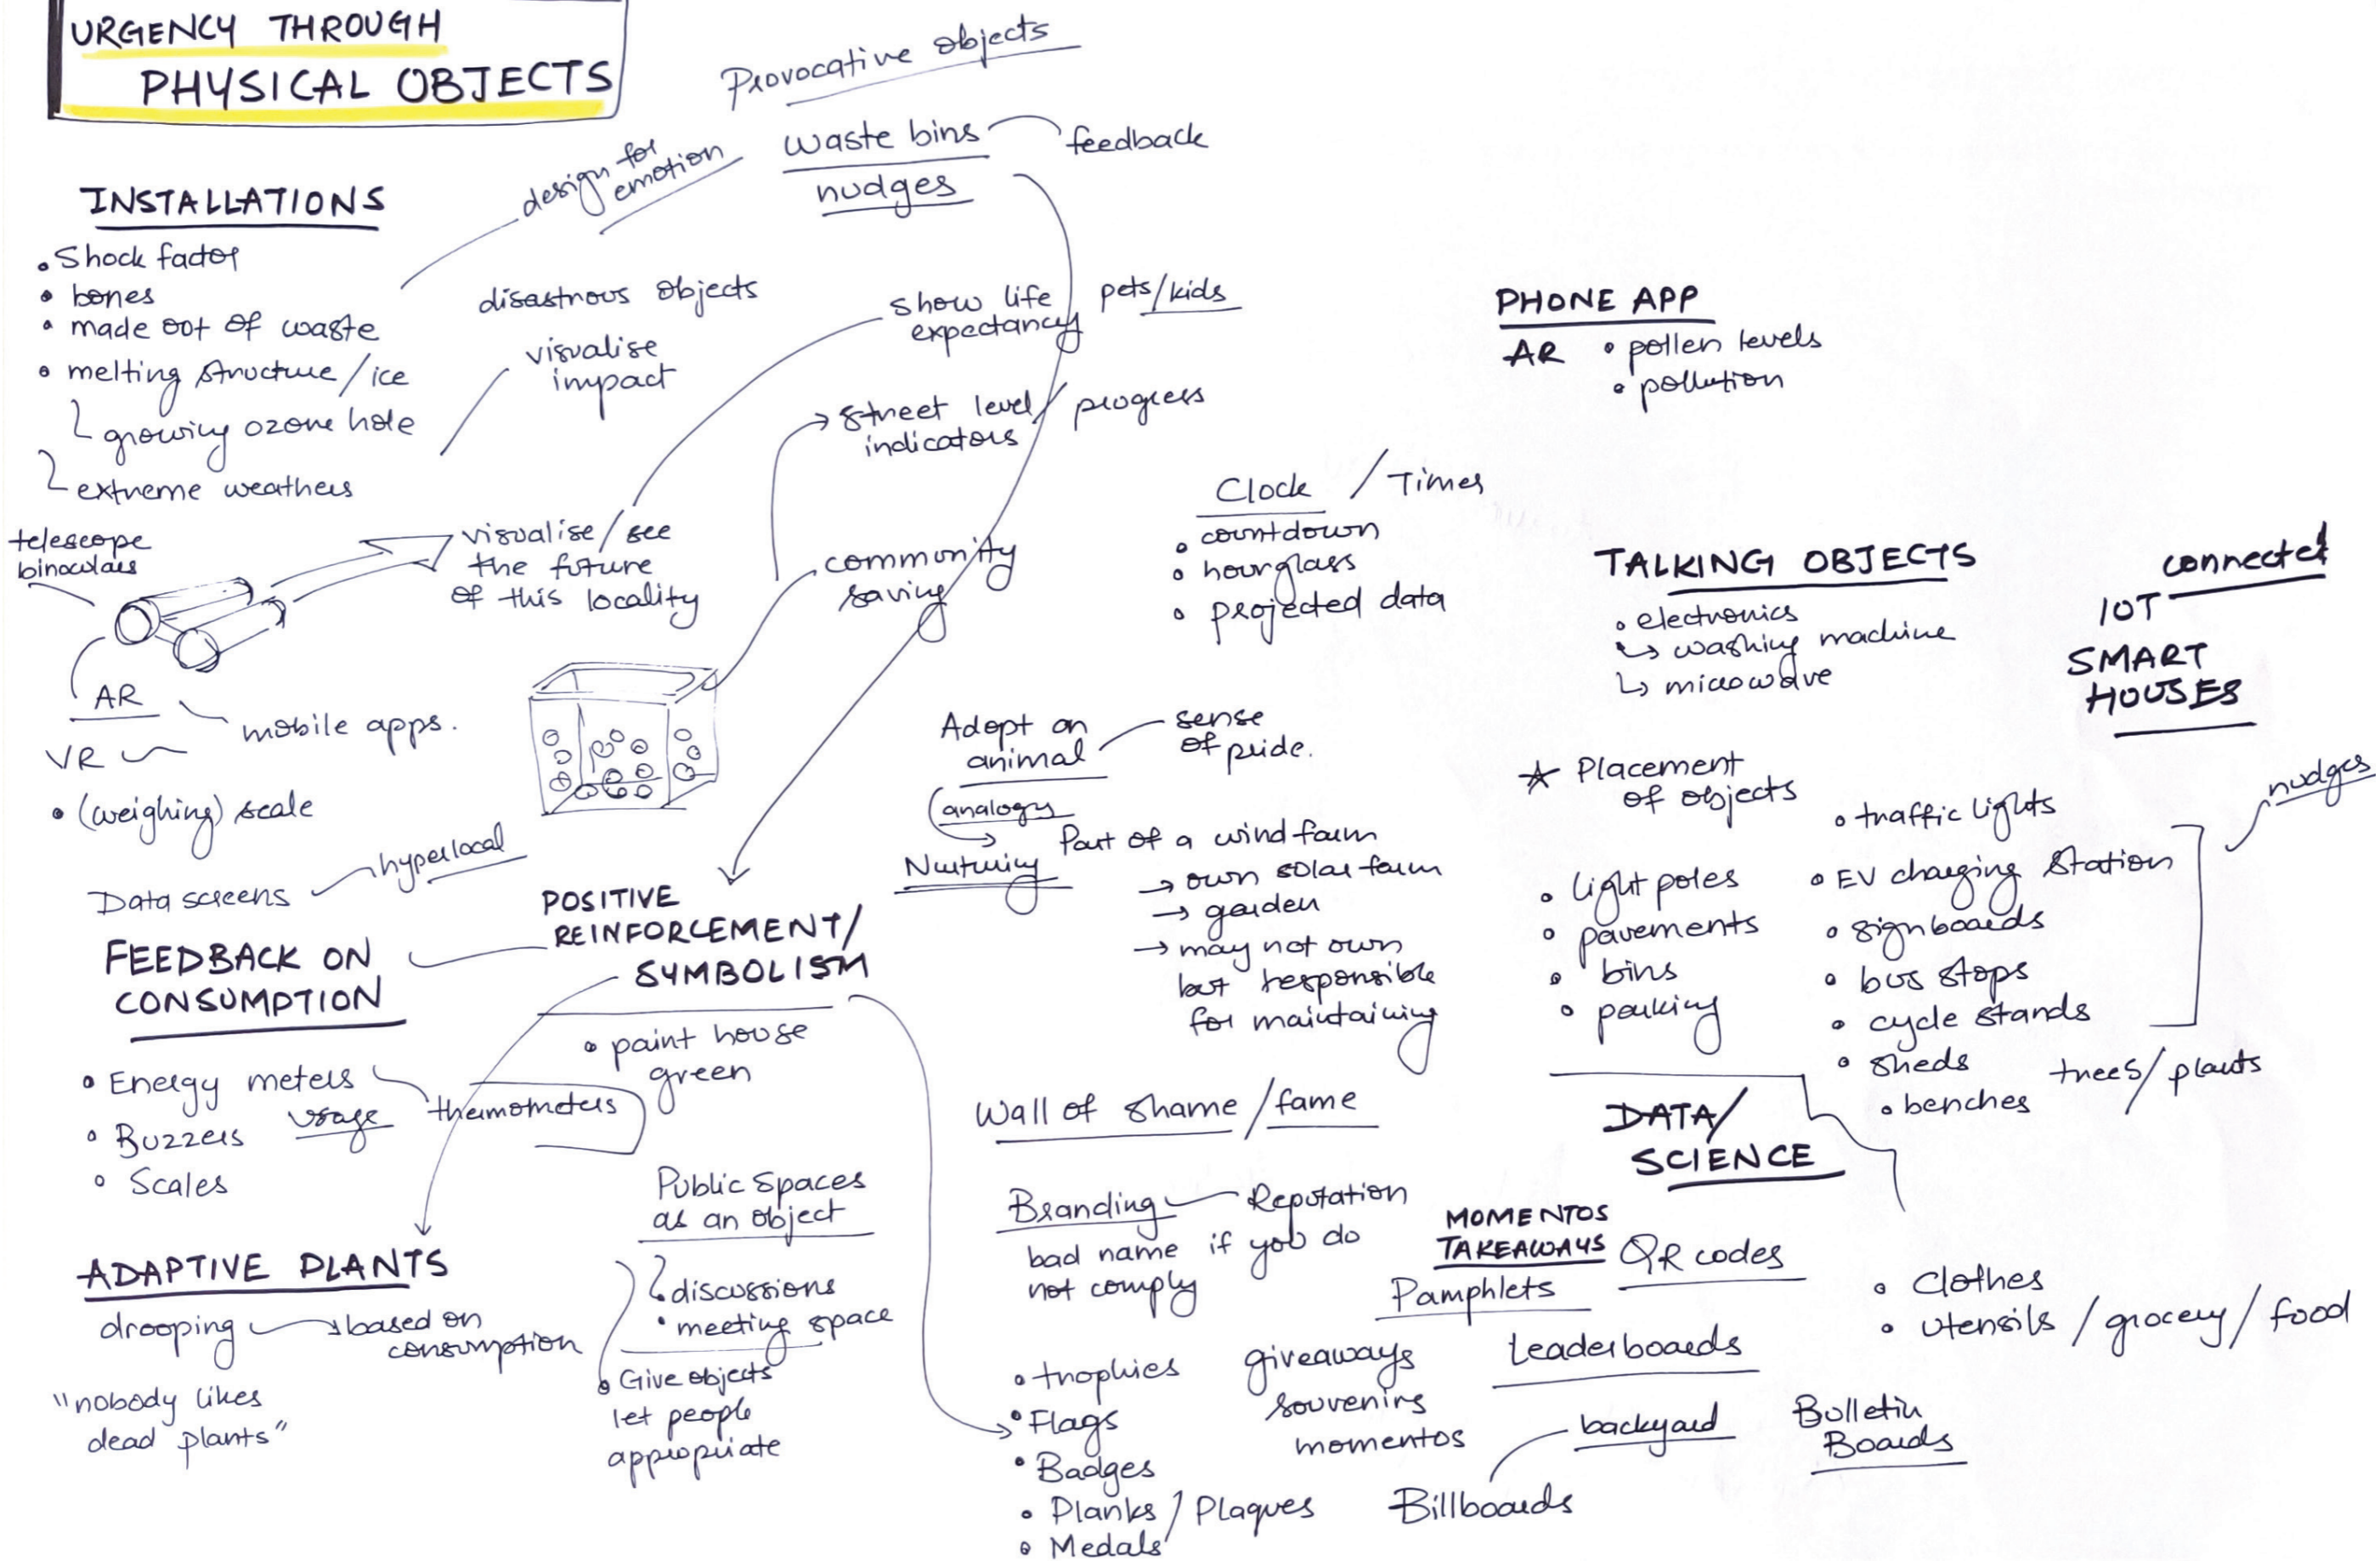 URGENCY THROUGH
PHYSICAL OBJECTS
Provocative objects
waste bins
feedback
nudges
design for
emotion
INSTALLATIONS
• Shock factor
• bones
• made out of waste
• melting structure / ice
growing ozone hole
extreme weathers
disastrous objects
visualise
impact
show life
expectancy
pets/kids
street level / progress
indicators
telescope
binoculars
visualise / see
the future
of this locality
community
saving
AR
mobile apps.
VR
• (weighing) scale
Data screens
hyperlocal
FEEDBACK ON
CONSUMPTION
• Energy meters
• Buzzers
usage
thermometers
• Scales
POSITIVE
REINFORCEMENT/
SYMBOLISM
• paint house
green
ADAPTIVE PLANTS
drooping
based on
consumption
"nobody likes
dead plants"
Public Spaces
as an object
discussions
• meeting space
• Give objects
let people
appropriate
PHONE APP
AR
• pollen levels
• pollution
Clock / Times
• countdown
• hourglass
• projected data
TALKING OBJECTS
• electronics
↳ washing machine
↳ microwave
connected
IOT
SMART
HOUSES
Adopt an
animal
sense
of pride.
(analogy
Nurturing
Part of a wind farm
→ own solar farm
→ garden
→ may not own
but responsible
for maintaining
★ Placement
of objects
• light poles
• pavements
• bins
• parking
• traffic lights
• EV charging station
• signboards
• bus stops
• cycle stands
• sheds
• benches
trees/plants
nudges
Wall of shame / fame
Branding
Reputation
bad name if you do
not comply
DATA/
SCIENCE
MOMENTOS
TAKEAWAYS
QR codes
Pamphlets
Leaderboards
giveaways
souvenirs
momentos
• trophies
• Flags
• Badges
• Planks / Plaques
• Medals
backyard
Billboards
Bulletin
Boards
• Clothes
• Utensils / grocery / food